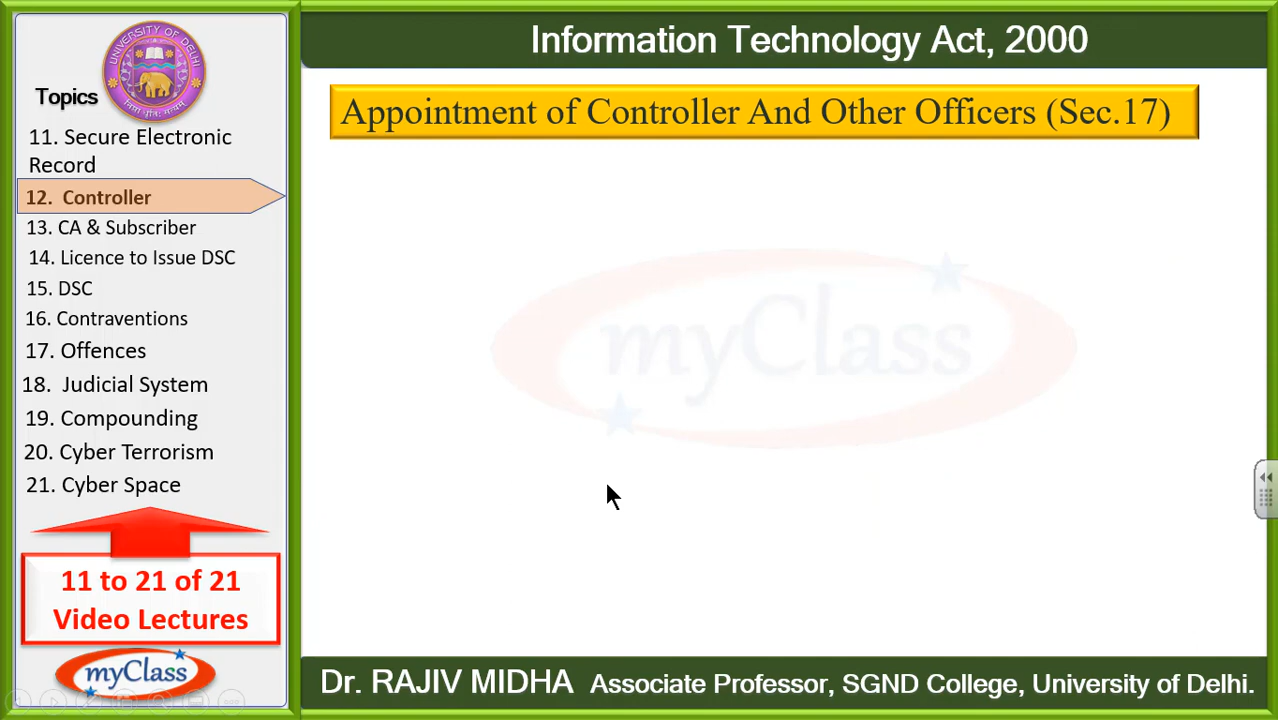 Information Technology Act, 2000
UNIVERSITY OF DELHI
Topics
11. Secure Electronic
Record
12. Controller
13. CA & Subscriber
14. Licence to Issue DSC
15. DSC
16. Contraventions
17. Offences
18. Judicial System
19. Compounding
20. Cyber Terrorism
21. Cyber Space
11 to 21 of 21
Video Lectures
myClass
Appointment of Controller And Other Officers (Sec.17)
myClass
Dr. RAJIV MIDHA Associate Professor, SGND College, University of Delhi.